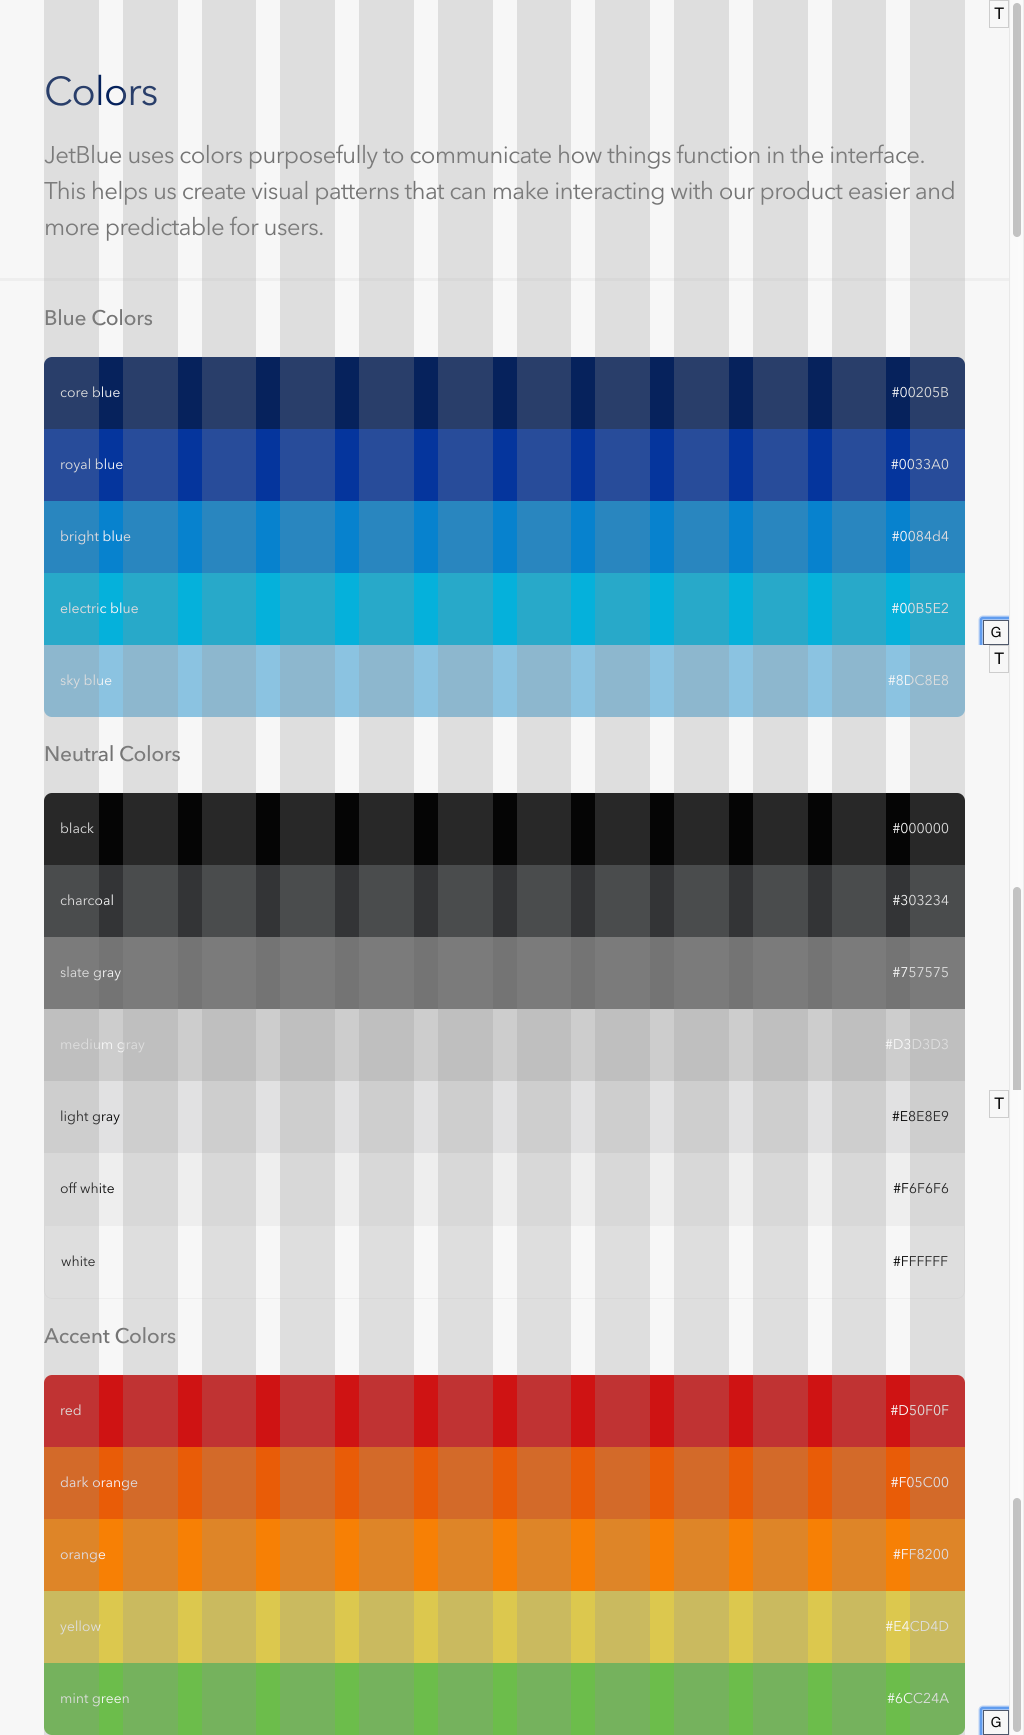 T
Colors
JetBlue uses colors purposefully to communicate how things function in the interface.
This helps us create visual patterns that can make interacting with our product easier and
more predictable for users.
Blue Colors
core blue #00205B
royal blue #0033A0
bright blue #0084d4
electric blue #00B5E2
G
T
sky blue #8DC8E8
Neutral Colors
black #000000
charcoal #303234
slate gray #757575
medium gray #D3D3D3
T
light gray #E8E8E9
off white #F6F6F6
white #FFFFFF
Accent Colors
red #D50F0F
dark orange #F05C00
orange #FF8200
yellow #E4CD4D
mint green #6CC24A
G